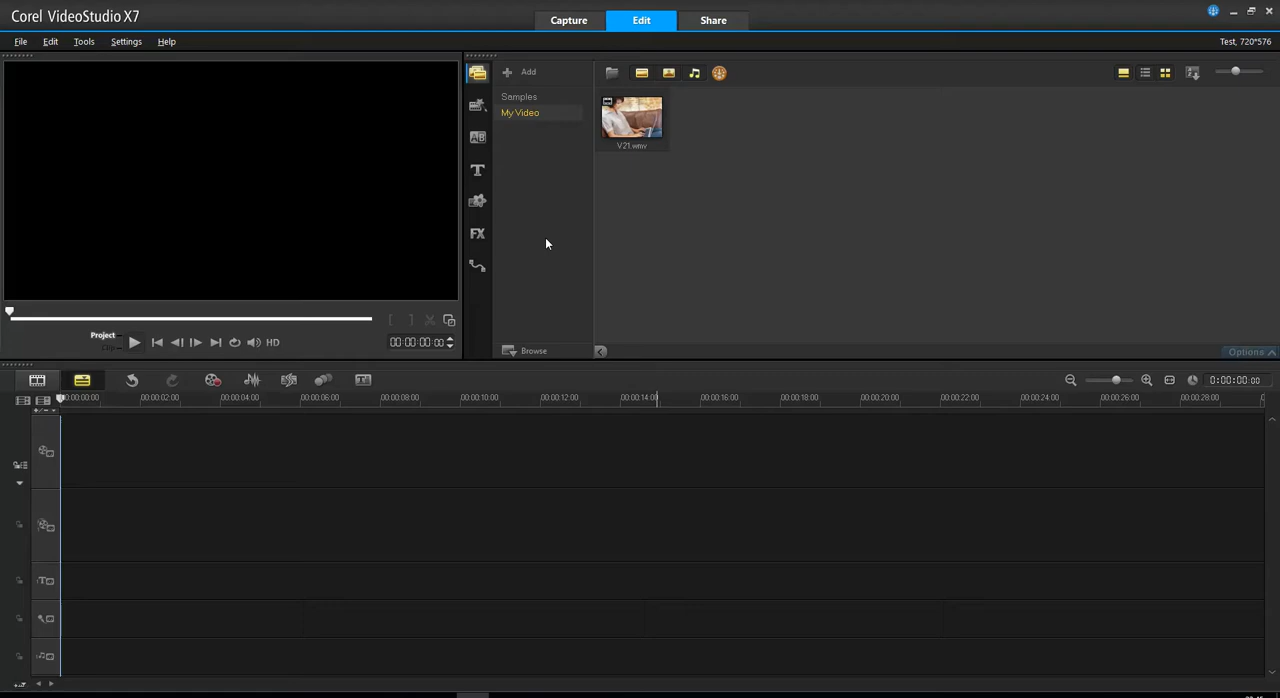 Corel VideoStudio X7
Capture
Edit
Share
File
Edit
Tools
Settings
Help
Test, 720*576
Add
Samples
My Video
V21.wmv
Browse
Options
Project
Clip
HD
00:00:00:00
0:00:00:00
00:00:00:00
00:00:02:00
00:00:04:00
00:00:06:00
00:00:08:00
00:00:10:00
00:00:12:00
00:00:14:00
00:00:16:00
00:00:18:00
00:00:20:00
00:00:22:00
00:00:24:00
00:00:26:00
00:00:28:00